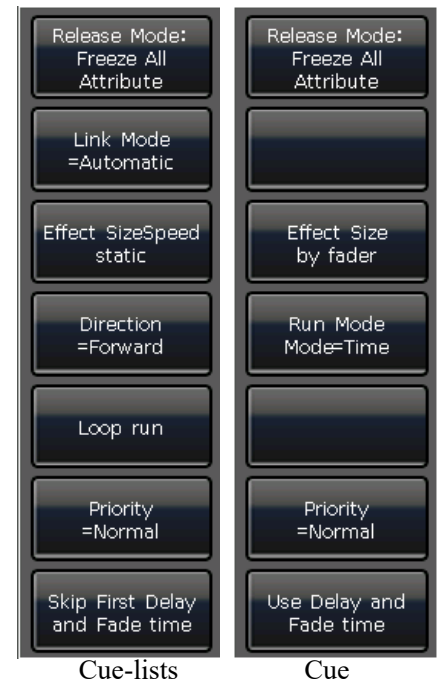 Release Mode:
Freeze All
Attribute
Link Mode
=Automatic
Effect SizeSpeed
static
Direction
=Forward
Loop run
Priority
=Normal
Skip First Delay
and Fade time
Cue-lists
Release Mode:
Freeze All
Attribute
Effect Size
by fader
Run Mode
Mode=Time
Priority
=Normal
Use Delay and
Fade time
Cue